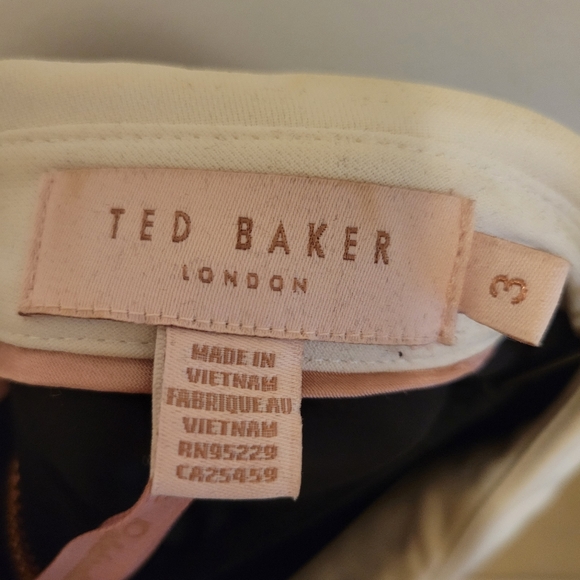 TED BAKER
LONDON
3
MADE IN
VIETNAM
FABRIQUE AU
VIETNAM
RN95229
CA25459